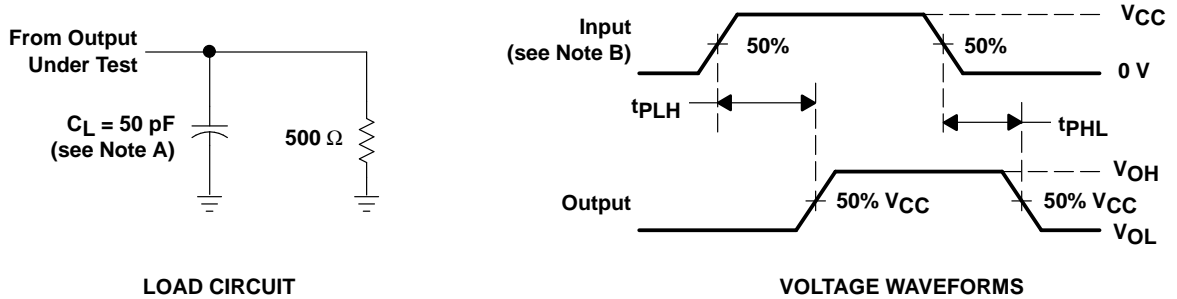 From Output
Under Test
CL = 50 pF
(see Note A)
500 Ω
LOAD CIRCUIT
Input
(see Note B)
50%
50%
VCC
0 V
tPLH
tPHL
Output
50% VCC
50% VCC
VOH
VOL
VOLTAGE WAVEFORMS